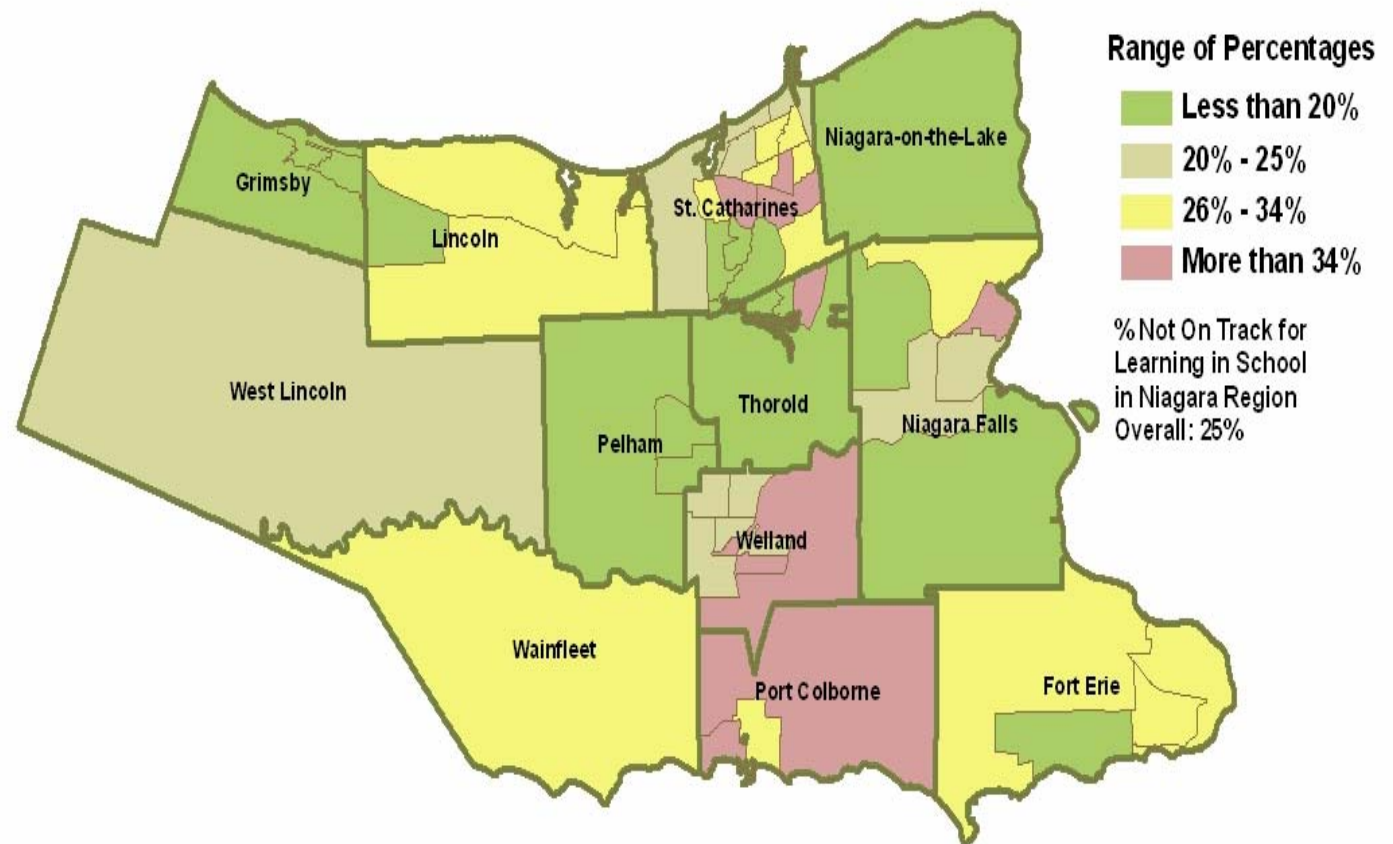 Range of Percentages
Less than 20%
20% - 25%
26% - 34%
More than 34%
% Not On Track for
Learning in School
in Niagara Region
Overall: 25%
Niagara-on-the-Lake
Grimsby
St. Catharines
Lincoln
West Lincoln
Thorold
Niagara Falls
Pelham
Welland
Wainfleet
Port Colborne
Fort Erie